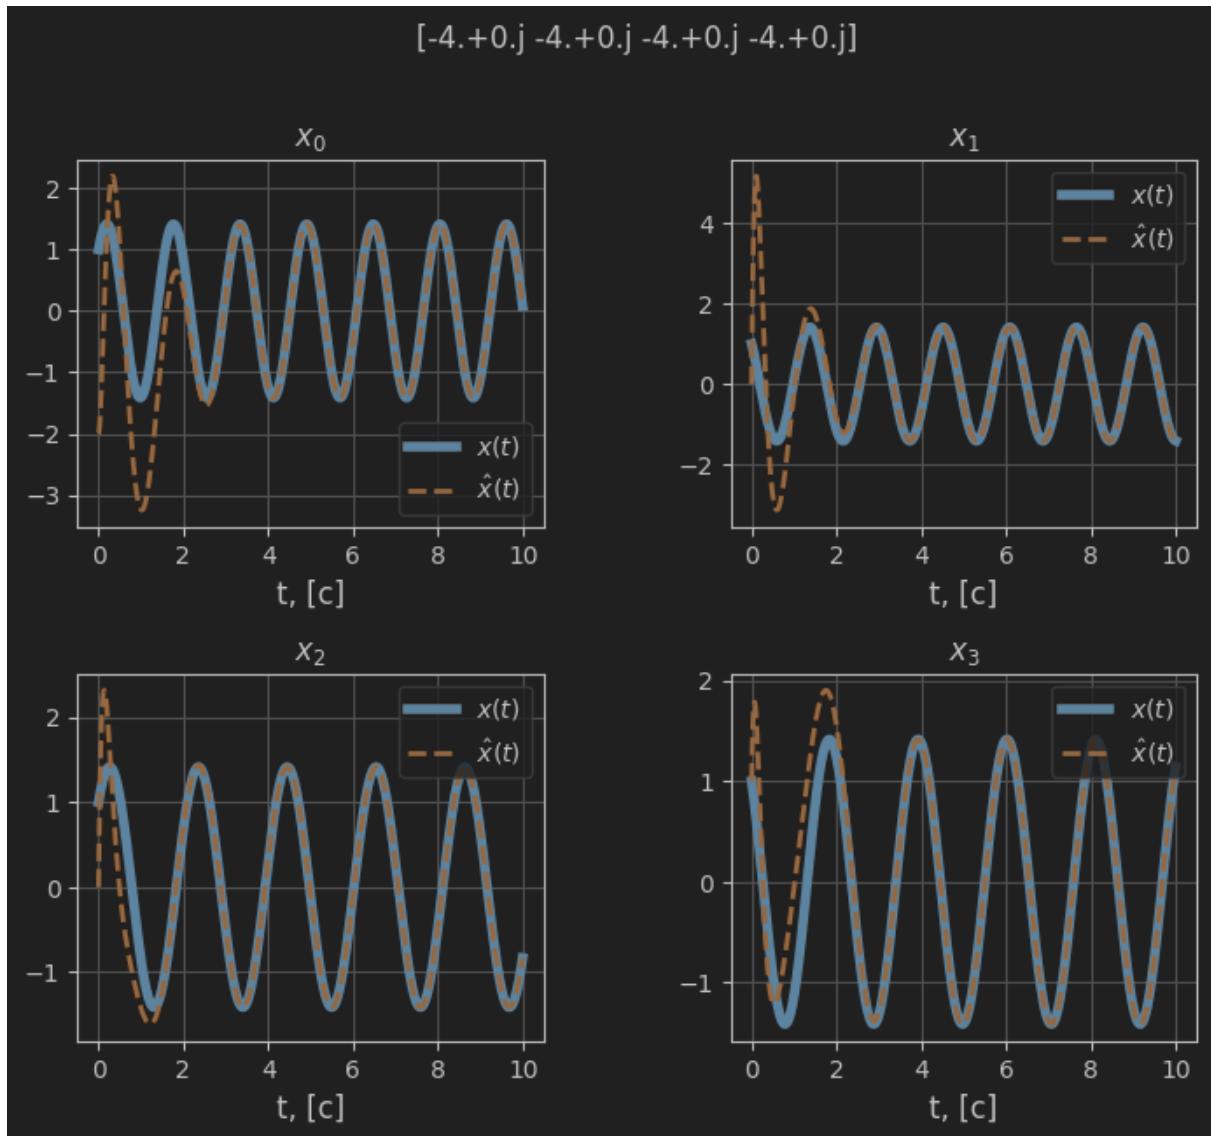 [-4.+0.j -4.+0.j -4.+0.j -4.+0.j]
x₀
2
1
0
−1
−2
−3
x(t)
x̂(t)
0 2 4 6 8 10
t, [c]
x₁
4
2
0
−2
x(t)
x̂(t)
0 2 4 6 8 10
t, [c]
x₂
2
1
0
−1
x(t)
x̂(t)
0 2 4 6 8 10
t, [c]
x₃
2
1
0
−1
x(t)
x̂(t)
0 2 4 6 8 10
t, [c]